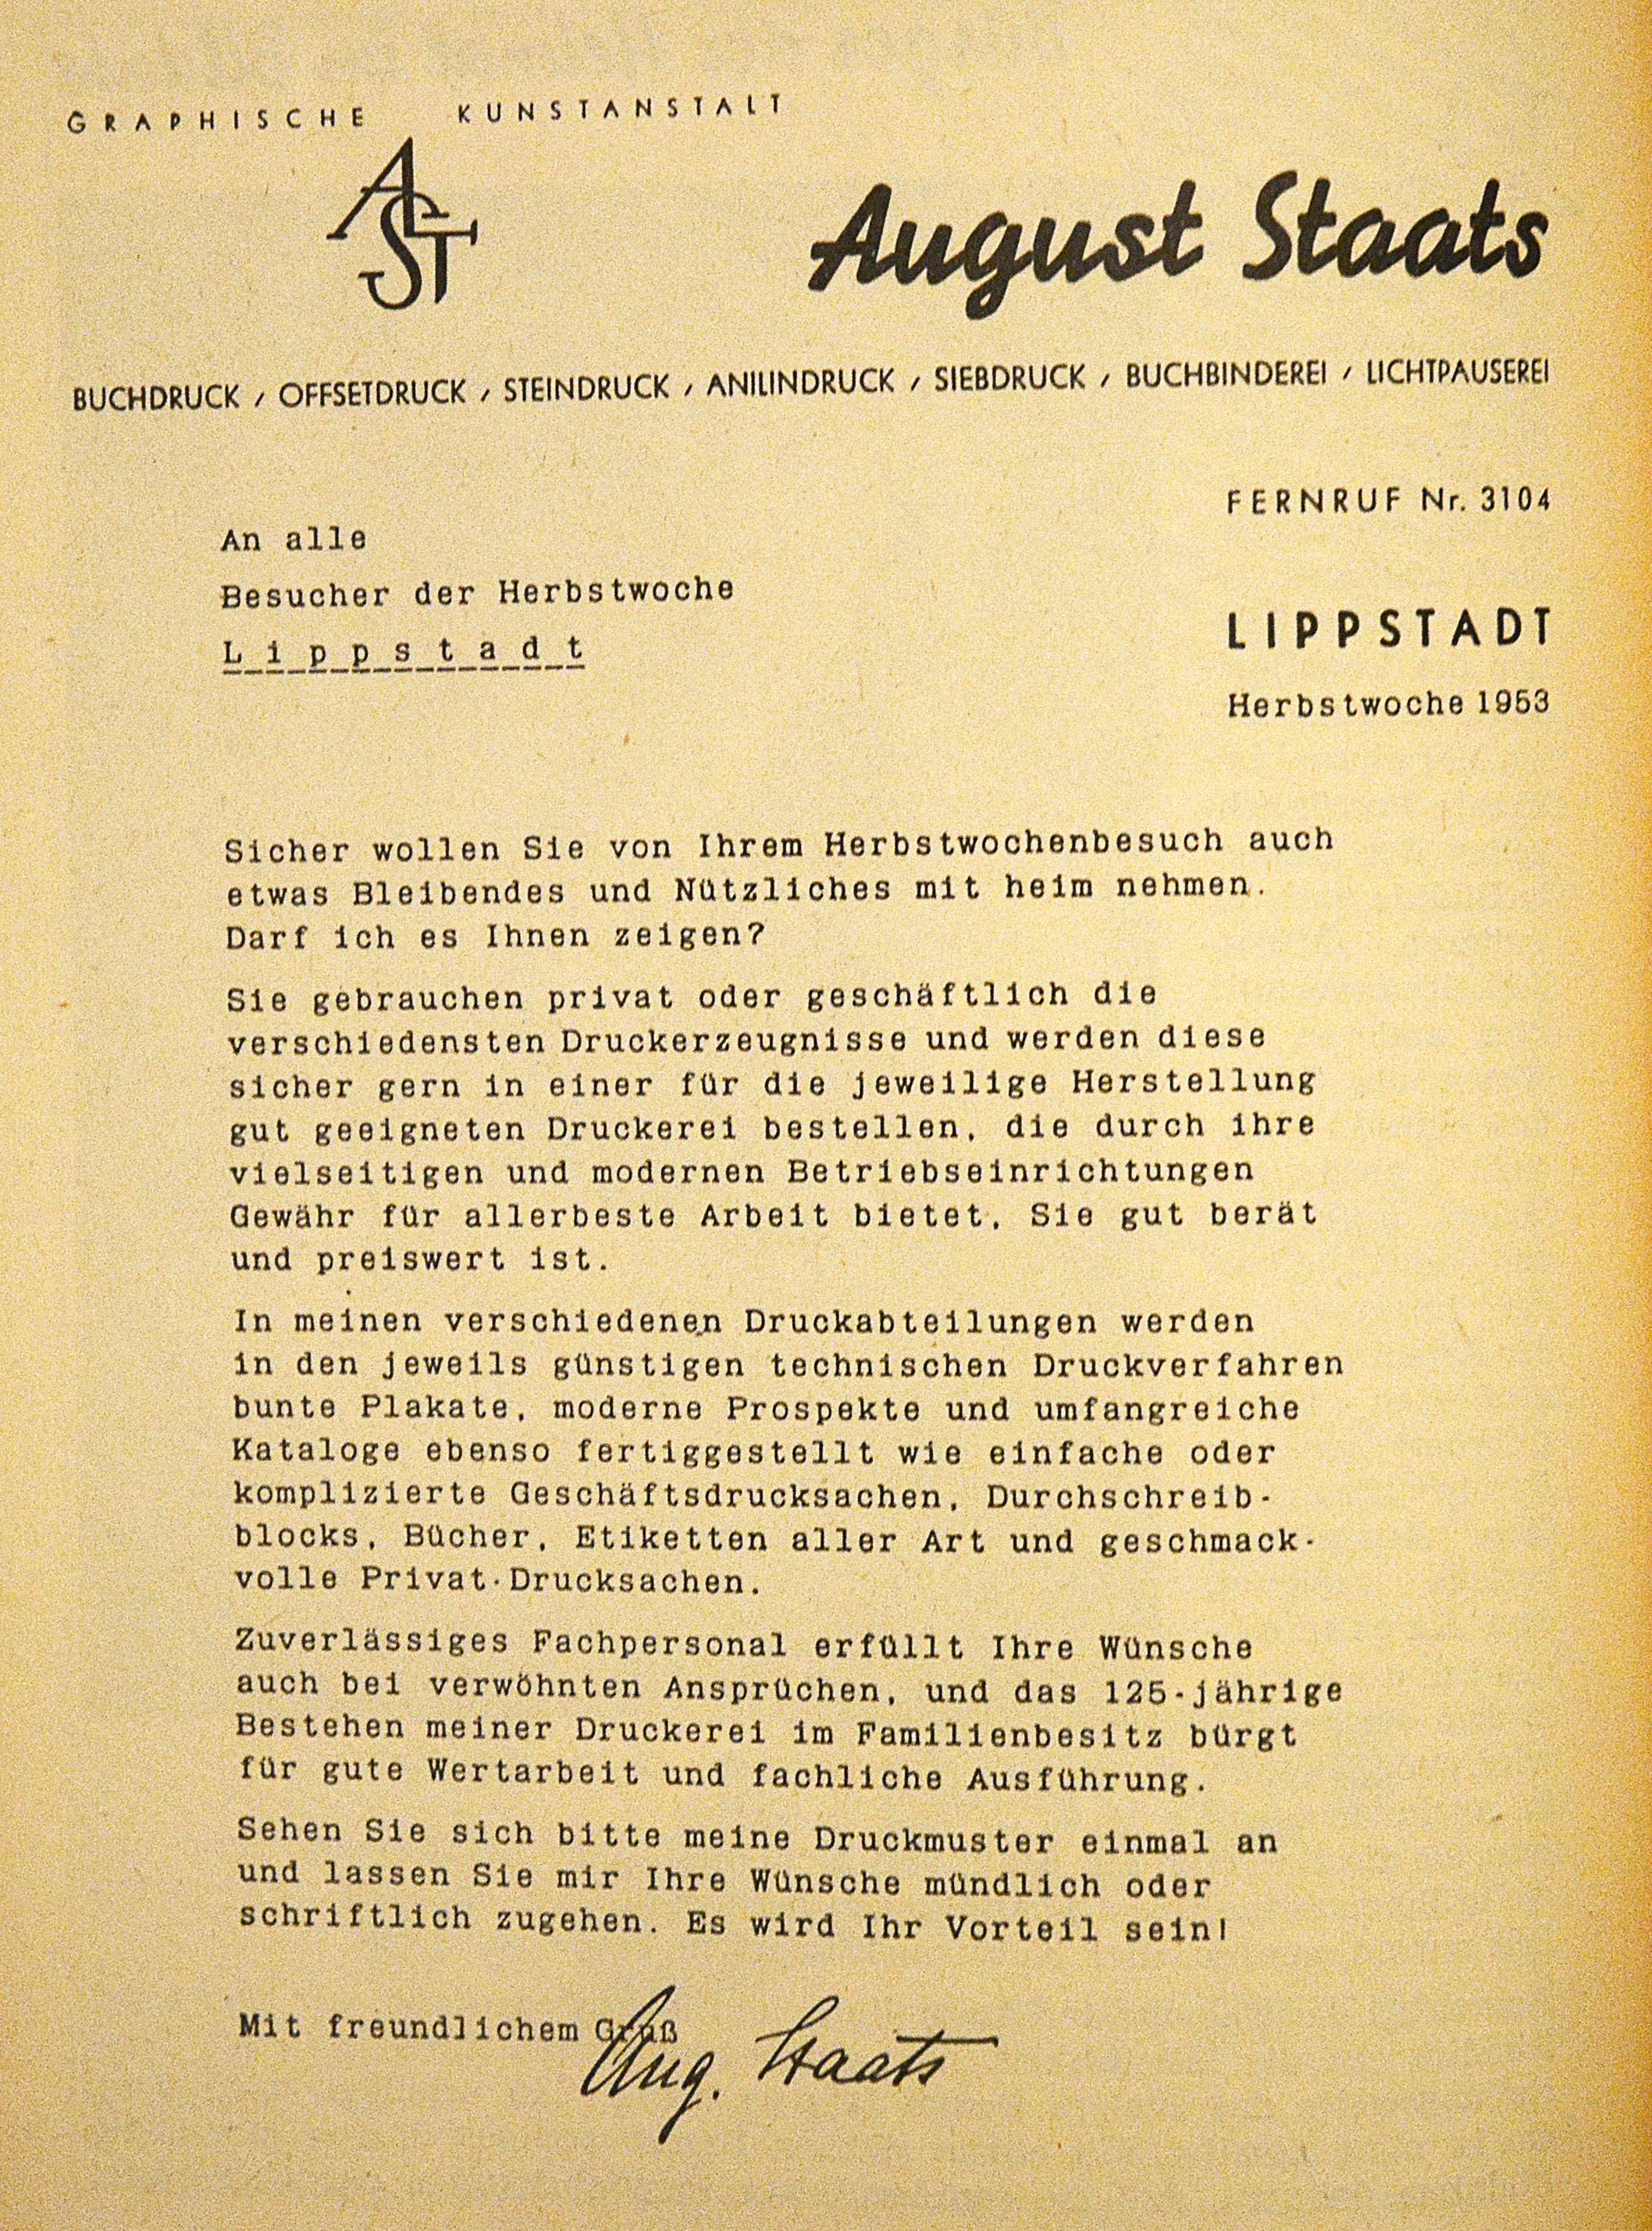 GRAPHISCHE KUNSTANSTALT
AST
August Staats
BUCHDRUCK / OFFSETDRUCK / STEINDRUCK / ANILINDRUCK / SIEBDRUCK / BUCHBINDEREI / LICHTPAUSEREI
FERNRUF Nr. 3104
An alle
Besucher der Herbstwoche
Lippstadt
LIPPSTADT
Herbstwoche 1953
Sicher wollen Sie von Ihrem Herbstwochenbesuch auch
etwas Bleibendes und Nützliches mit heim nehmen.
Darf ich es Ihnen zeigen?
Sie gebrauchen privat oder geschäftlich die
verschiedensten Druckerzeugnisse und werden diese
sicher gern in einer für die jeweilige Herstellung
gut geeigneten Druckerei bestellen, die durch ihre
vielseitigen und modernen Betriebseinrichtungen
Gewähr für allerbeste Arbeit bietet, Sie gut berät
und preiswert ist.
In meinen verschiedenen Druckabteilungen werden
in den jeweils günstigen technischen Druckverfahren
bunte Plakate, moderne Prospekte und umfangreiche
Kataloge ebenso fertiggestellt wie einfache oder
komplizierte Geschäftsdrucksachen, Durchschreib-
blocks, Bücher, Etiketten aller Art und geschmack-
volle Privat-Drucksachen.
Zuverlässiges Fachpersonal erfüllt Ihre Wünsche
auch bei verwöhnten Ansprüchen, und das 125-jährige
Bestehen meiner Druckerei im Familienbesitz bürgt
für gute Wertarbeit und fachliche Ausführung.
Sehen Sie sich bitte meine Druckmuster einmal an
und lassen Sie mir Ihre Wünsche mündlich oder
schriftlich zugehen. Es wird Ihr Vorteil sein!
Mit freundlichem Gruß
Aug. Staats